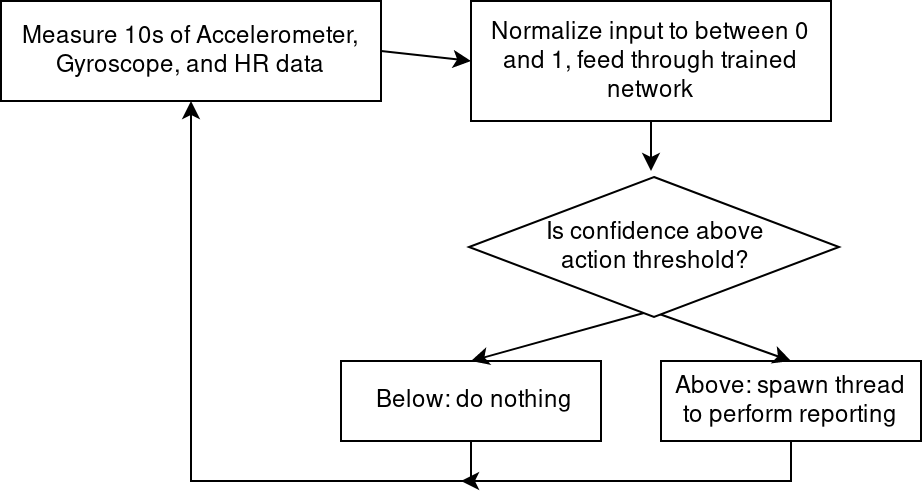 Measure 10s of Accelerometer,
Gyroscope, and HR data
Normalize input to between 0
and 1, feed through trained
network
Is confidence above
action threshold?
Below: do nothing
Above: spawn thread
to perform reporting